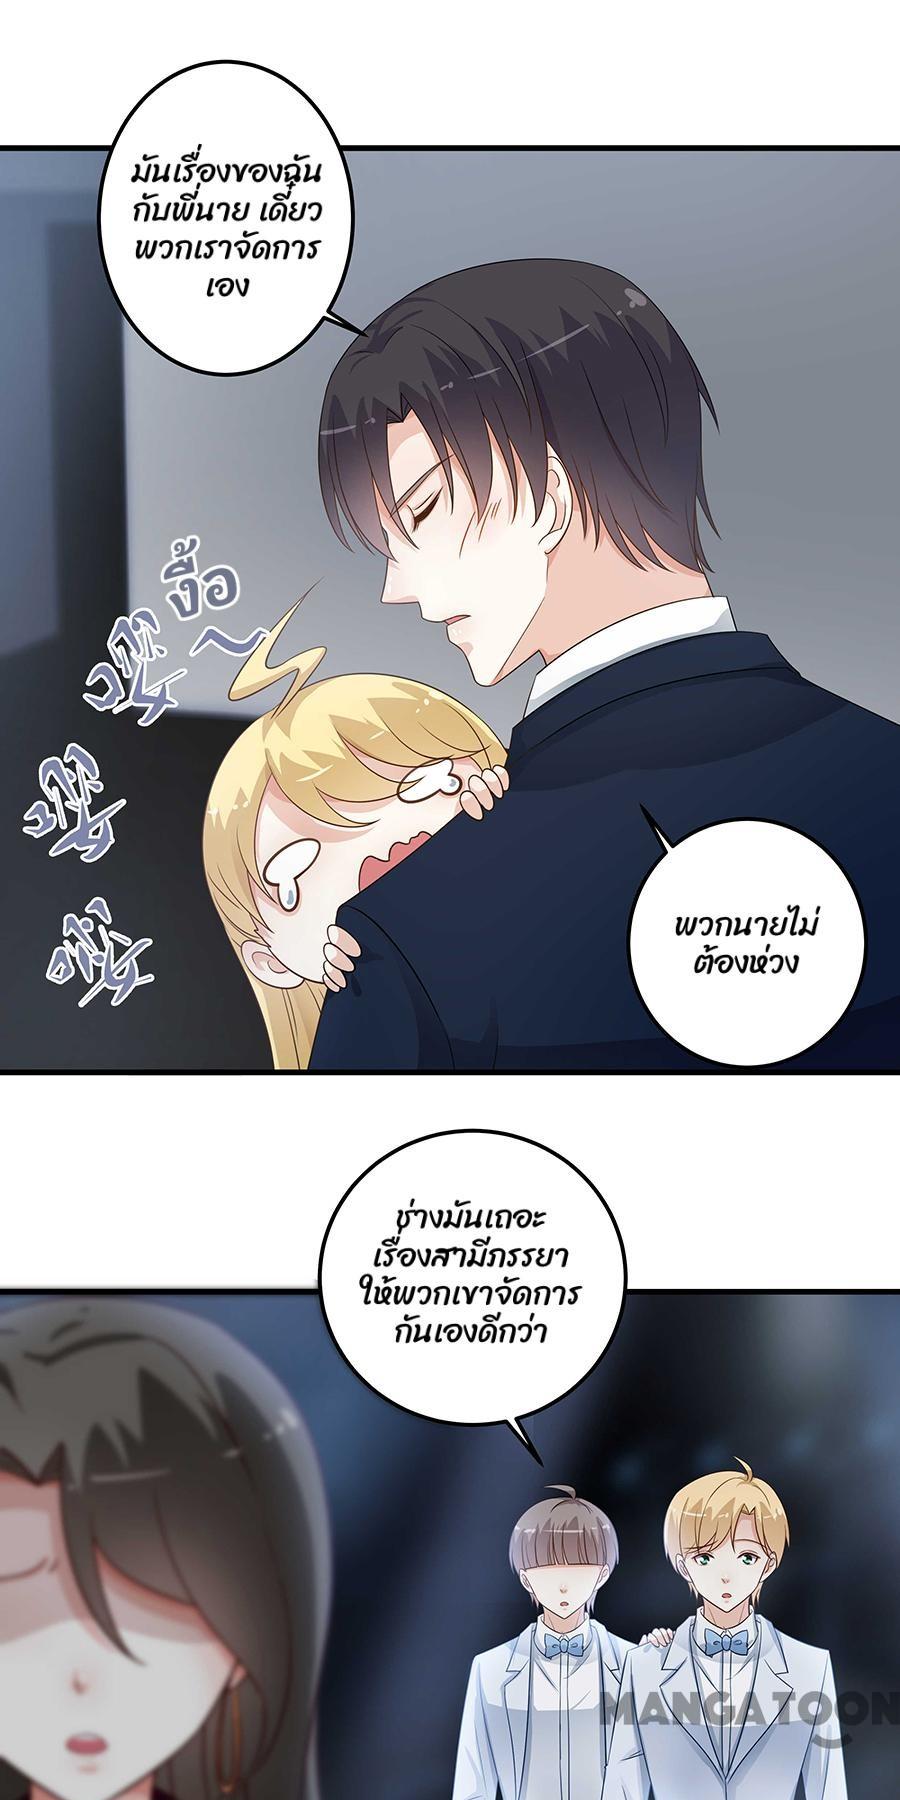 มันเรื่องของฉัน
กับพี่นาย เดี๋ยว
พวกเราจัดการ
เอง
งื้อ
～
嘤
嘤
嘤
พวกนายไม่
ต้องห่วง
ช่างมันเถอะ
เรื่องสามีภรรยา
ให้พวกเขาจัดการ
กันเองดีกว่า
MANGATOON